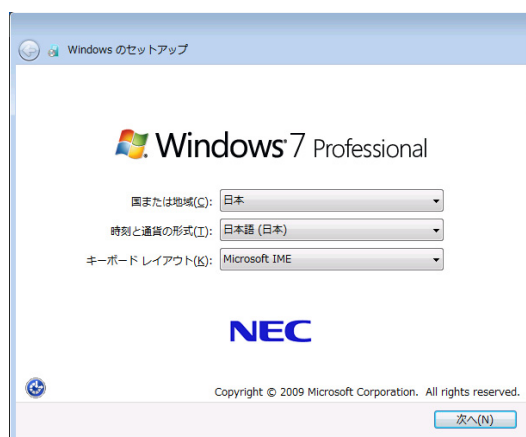 Windows のセットアップ
Windows 7 Professional
国または地域(C): 日本
時刻と通貨の形式(T): 日本語 (日本)
キーボード レイアウト(K): Microsoft IME
NEC
Copyright © 2009 Microsoft Corporation. All rights reserved.
次へ(N)